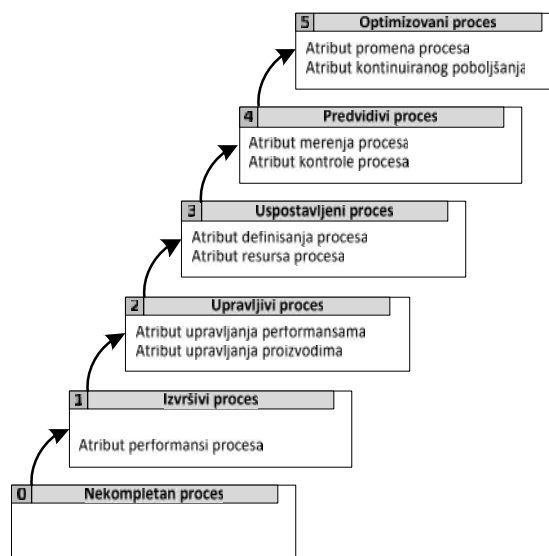 5 Optimizovani proces
Atribut promena procesa
Atribut kontinuiranog poboljšanja
4 Predvidivi proces
Atribut merenja procesa
Atribut kontrole procesa
3 Uspostavljeni proces
Atribut definisanja procesa
Atribut resursa procesa
2 Upravljivi proces
Atribut upravljanja performansama
Atribut upravljanja proizvodima
1 Izvršivi proces
Atribut performansi procesa
0 Nekompletan proces